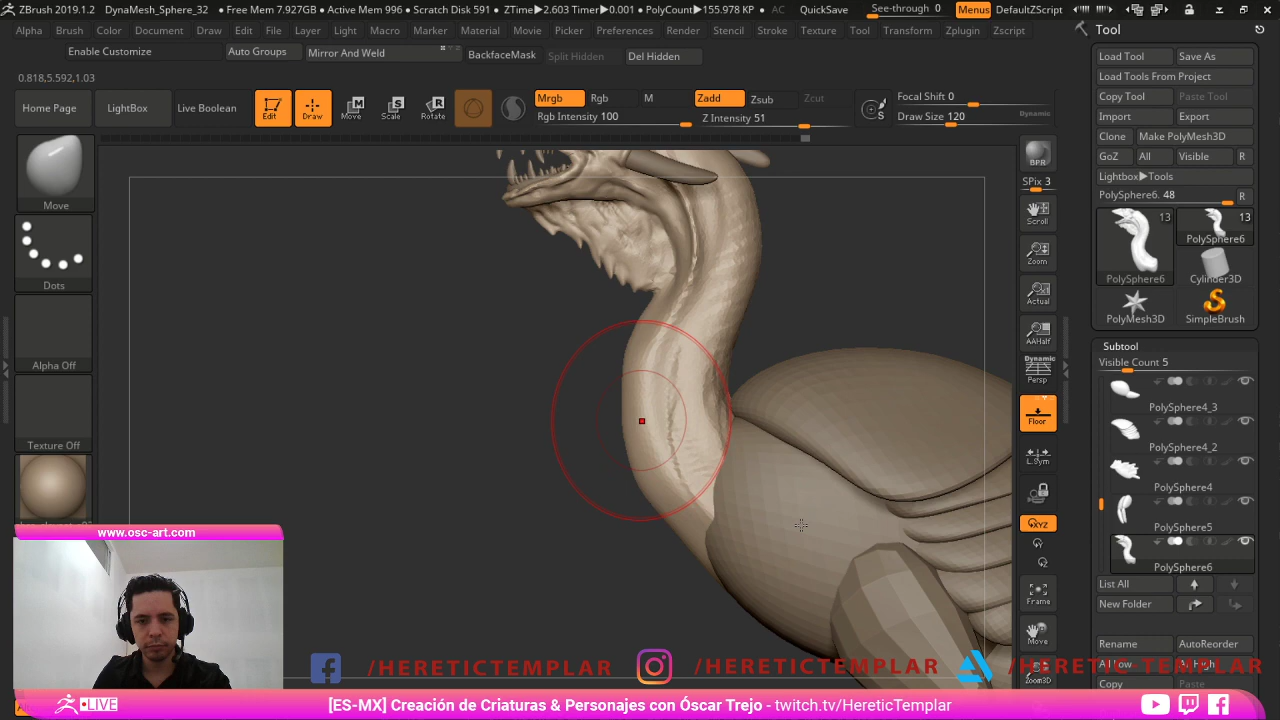 ZBrush 2019.1.2 DynaMesh_Sphere_32 • Free Mem 7.927GB • Active Mem 996 • Scratch Disk 591 • ZTime▶2.603 Timer▶0.001 • PolyCount▶155.978 KP • AC QuickSave See-through 0 Menus DefaultZScript
Alpha Brush Color Document Draw Edit File Layer Light Macro Marker Material Movie Picker Preferences Render Stencil Stroke Texture Tool Transform Zplugin Zscript
Enable Customize Auto Groups Mirror And Weld BackfaceMask Split Hidden Del Hidden
0.818,5.592,1.03
Home Page LightBox Live Boolean Edit Draw Move Scale Rotate
Mrgb Rgb M Zadd Zsub Zcut
Rgb Intensity 100 Z Intensity 51
Focal Shift 0
Draw Size 120 Dynamic
Move
Dots
Alpha Off
Texture Off
BPR
SPix 3
Scroll
Zoom
Actual
AAHalf
Dynamic
Persp
Floor
L.Sym
XYZ
Frame
Move
Zoom3D
Tool
Load Tool Save As
Load Tools From Project
Copy Tool Paste Tool
Import Export
Clone Make PolyMesh3D
GoZ All Visible R
Lightbox▶Tools
PolySphere6. 48 R
13 13
PolySphere6
PolySphere6 Cylinder3D
PolyMesh3D SimpleBrush
Subtool
Visible Count 5
PolySphere4_3
PolySphere4_2
PolySphere4
PolySphere5
PolySphere6
List All
New Folder
Rename AutoReorder
Copy Paste
www.osc-art.com
/HERETICTEMPLAR /HERETICTEMPLAR /HERETIC-TEMPLAR
LIVE [ES-MX] Creación de Criaturas & Personajes con Óscar Trejo - twitch.tv/HereticTemplar